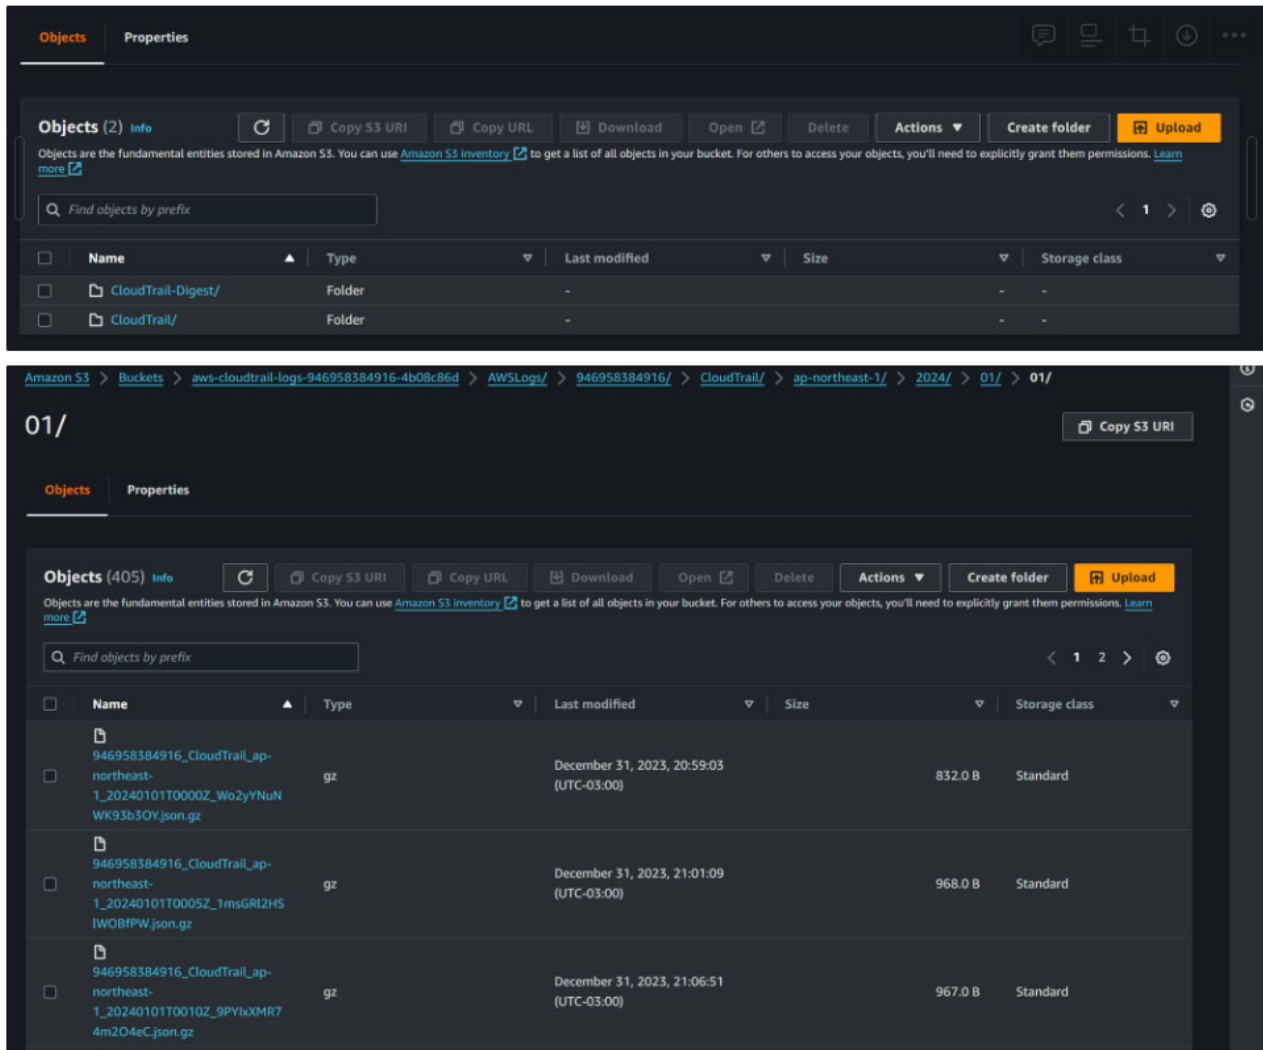 Objects Properties
Objects (2) Info Copy S3 URI Copy URL Download Open Delete Actions Create folder Upload
Objects are the fundamental entities stored in Amazon S3. You can use Amazon S3 inventory to get a list of all objects in your bucket. For others to access your objects, you'll need to explicitly grant them permissions. Learn
more
Find objects by prefix 1
Name Type Last modified Size Storage class
CloudTrail-Digest/ Folder - - -
CloudTrail/ Folder - - -
Amazon S3 > Buckets > aws-cloudtrail-logs-946958384916-4b08c86d > AWSLogs/ > 946958384916/ > CloudTrail/ > ap-northeast-1/ > 2024/ > 01/ > 01/
01/ Copy S3 URI
Objects Properties
Objects (405) Info Copy S3 URI Copy URL Download Open Delete Actions Create folder Upload
Objects are the fundamental entities stored in Amazon S3. You can use Amazon S3 inventory to get a list of all objects in your bucket. For others to access your objects, you'll need to explicitly grant them permissions. Learn
more
Find objects by prefix 1 2
Name Type Last modified Size Storage class
946958384916_CloudTrail_ap-
northeast-
1_20240101T0000Z_Wo2yYNuN
WK93b3OY.json.gz
gz
December 31, 2023, 20:59:03
(UTC-03:00)
832.0 B
Standard
946958384916_CloudTrail_ap-
northeast-
1_20240101T0005Z_1msGRl2HS
lWOBfPW.json.gz
gz
December 31, 2023, 21:01:09
(UTC-03:00)
968.0 B
Standard
946958384916_CloudTrail_ap-
northeast-
1_20240101T0010Z_9PYIxXMR7
4m2O4eC.json.gz
gz
December 31, 2023, 21:06:51
(UTC-03:00)
967.0 B
Standard